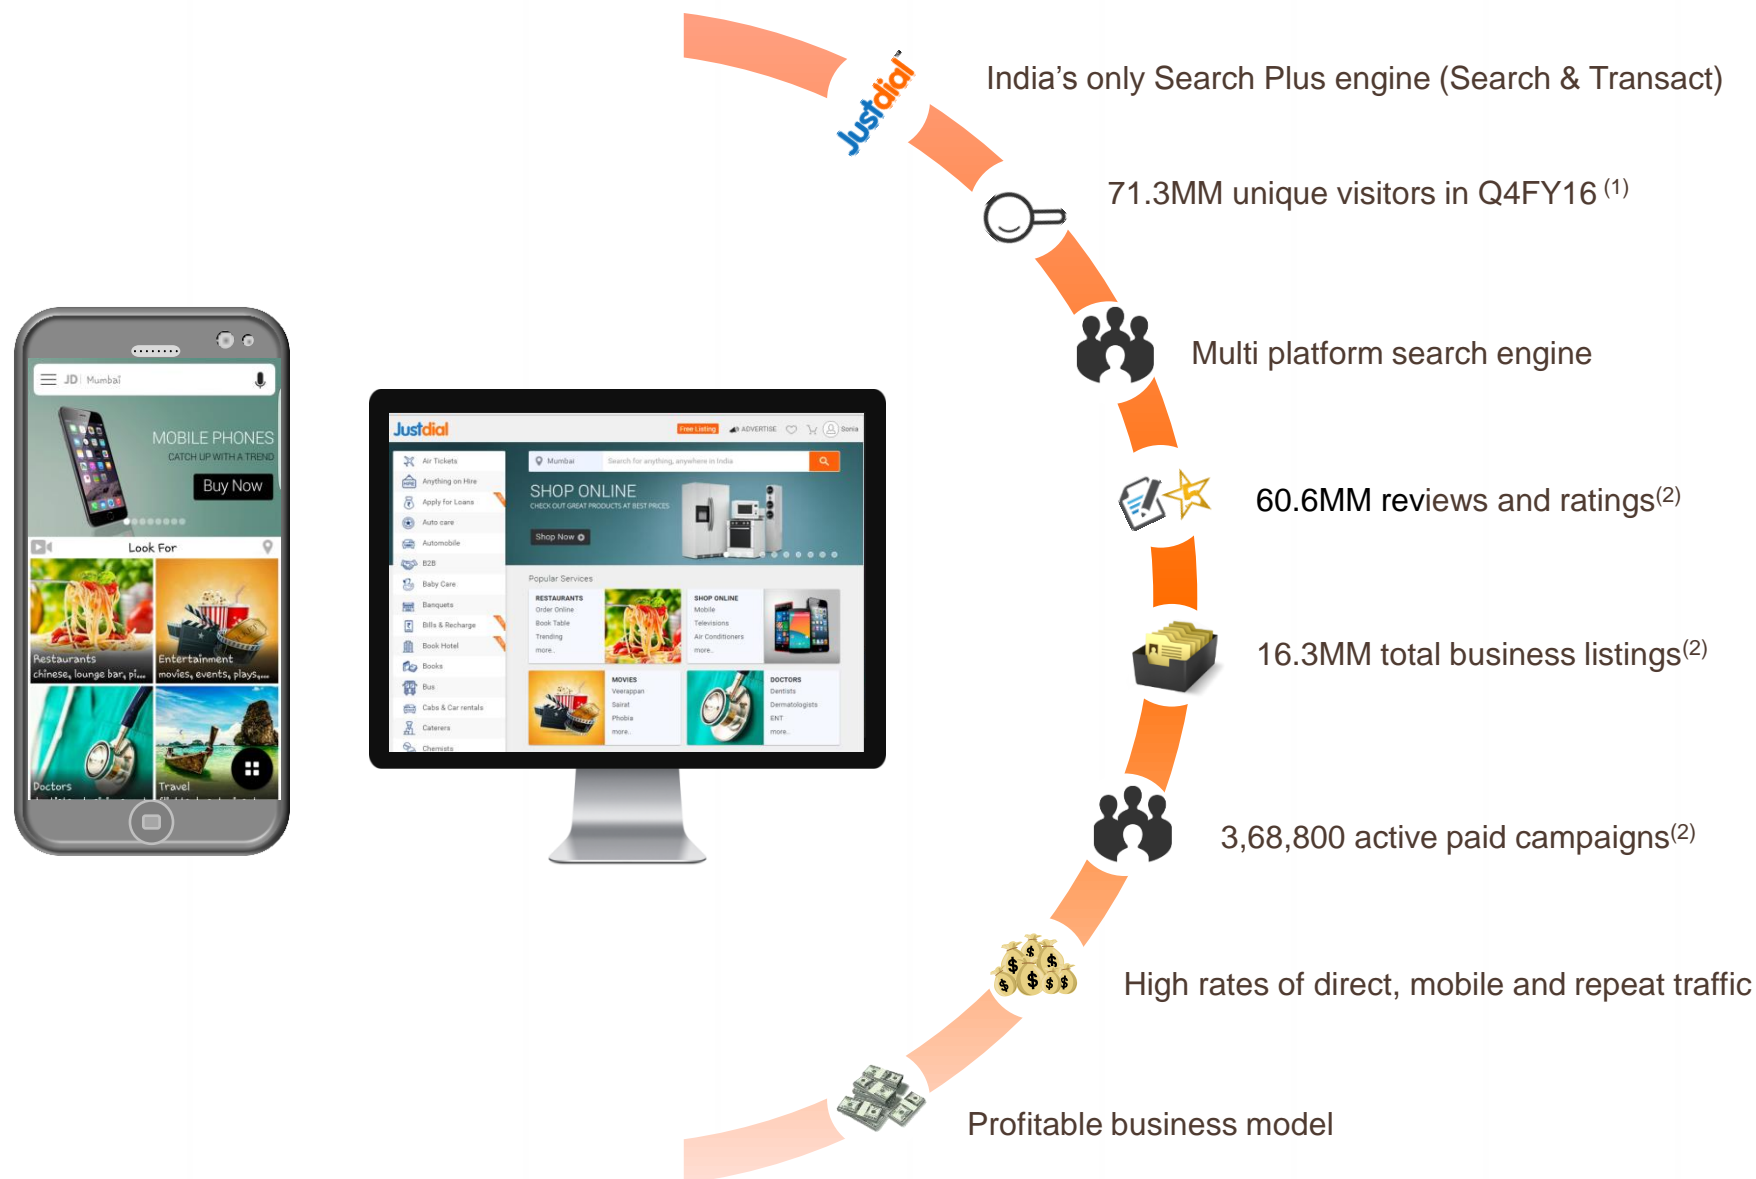 Justdial
India's only Search Plus engine (Search & Transact)
71.3MM unique visitors in Q4FY16 (1)
Multi platform search engine
60.6MM reviews and ratings(2)
16.3MM total business listings(2)
3,68,800 active paid campaigns(2)
High rates of direct, mobile and repeat traffic
Profitable business model
JD Mumbai
MOBILE PHONES
CATCH UP WITH A TREND
Buy Now
Look For
Restaurants
chinese, lounge bar, pi...
Entertainment
movies, events, plays,...
Doctors
Travel
Justdial
Free Listing
ADVERTISE
Sonia
Air Tickets
Anything on Hire
Apply for Loans
Auto care
Automobile
B2B
Baby Care
Banquets
Bills & Recharge
Book Hotel
Books
Bus
Cabs & Car rentals
Caterers
Chemists
Mumbai
Search for anything, anywhere in India
SHOP ONLINE
CHECK OUT GREAT PRODUCTS AT BEST PRICES
Shop Now
Popular Services
RESTAURANTS
Order Online
Book Table
Trending
more..
SHOP ONLINE
Mobile
Televisions
Air Conditioners
more..
MOVIES
Veerappan
Sairat
Phobia
more..
DOCTORS
Dentists
Dermatologists
ENT
more..